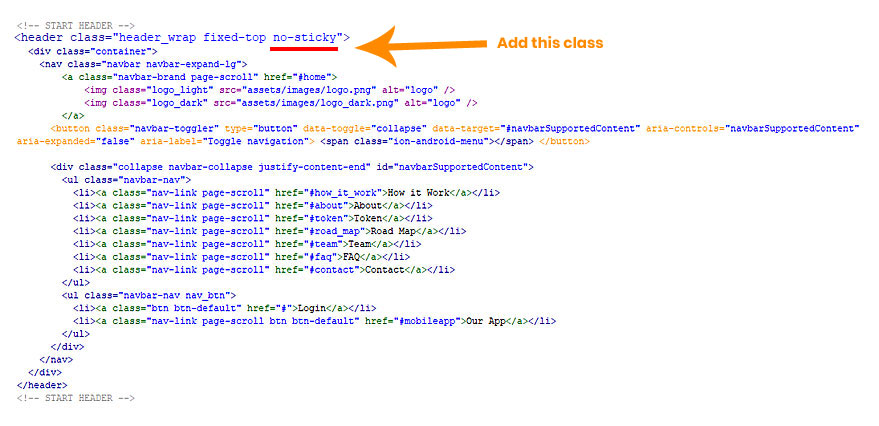 <!-- START HEADER -->
<header class="header_wrap fixed-top no-sticky">
Add this class
<div class="container">
<nav class="navbar navbar-expand-lg">
<a class="navbar-brand page-scroll" href="#home">
<img class="logo_light" src="assets/images/logo.png" alt="logo" />
<img class="logo_dark" src="assets/images/logo_dark.png" alt="logo" />
</a>
<button class="navbar-toggler" type="button" data-toggle="collapse" data-target="#navbarSupportedContent" aria-controls="navbarSupportedContent"
aria-expanded="false" aria-label="Toggle navigation"> <span class="ion-android-menu"></span> </button>
<div class="collapse navbar-collapse justify-content-end" id="navbarSupportedContent">
<ul class="navbar-nav">
<li><a class="nav-link page-scroll" href="#how_it_work">How it Work</a></li>
<li><a class="nav-link page-scroll" href="#about">About</a></li>
<li><a class="nav-link page-scroll" href="#token">Token</a></li>
<li><a class="nav-link page-scroll" href="#road_map">Road Map</a></li>
<li><a class="nav-link page-scroll" href="#team">Team</a></li>
<li><a class="nav-link page-scroll" href="#faq">FAQ</a></li>
<li><a class="nav-link page-scroll" href="#contact">Contact</a></li>
</ul>
<ul class="navbar-nav nav_btn">
<li><a class="btn btn-default" href="#">Login</a></li>
<li><a class="nav-link page-scroll btn btn-default" href="#mobileapp">Our App</a></li>
</ul>
</div>
</nav>
</div>
</header>
<!-- START HEADER -->